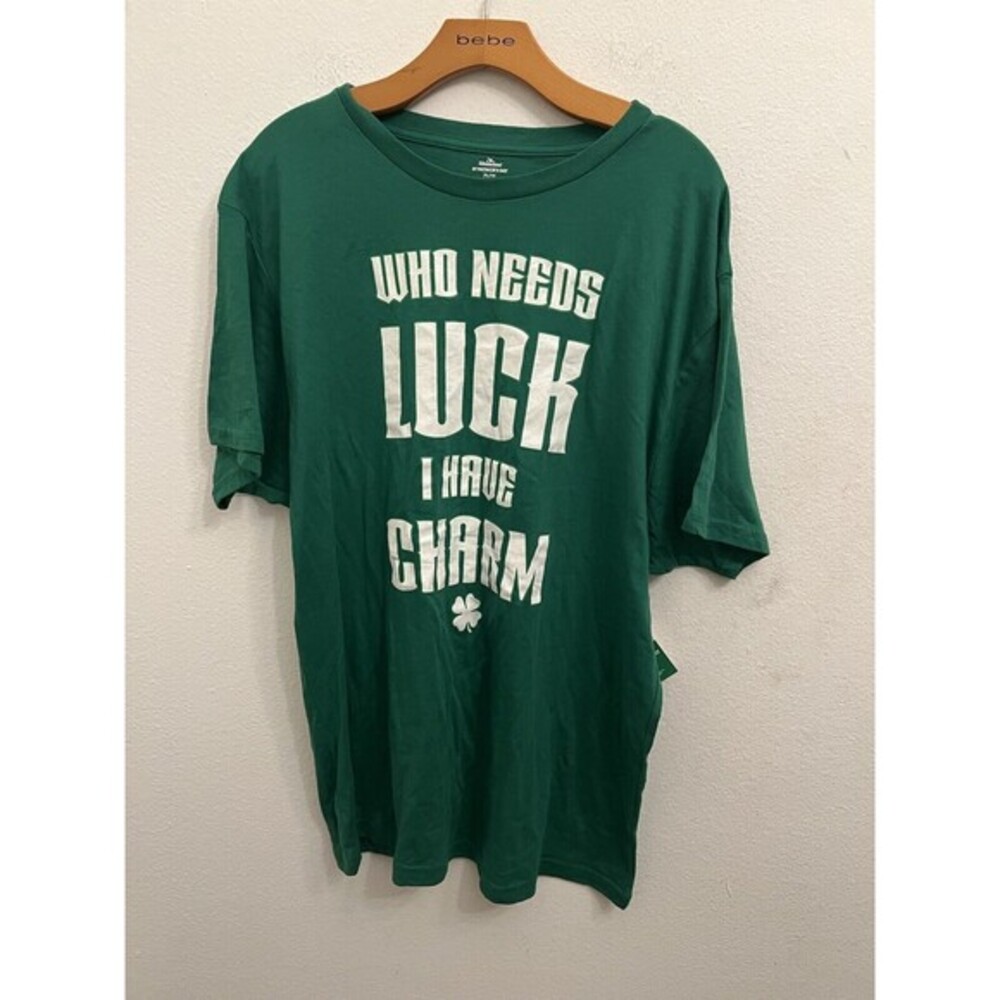 bebe
WHO NEEDS
LUCK
I HAVE
CHARM